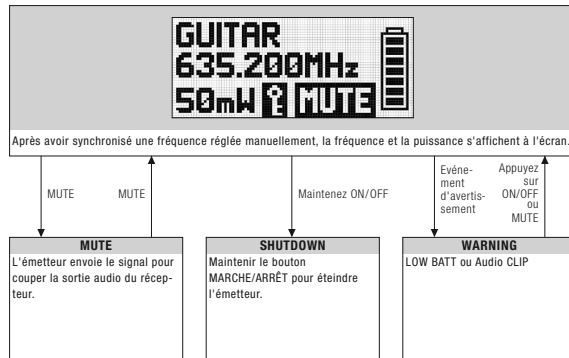 GUITAR
635.200MHz
50mW MUTE
Après avoir synchronisé une fréquence réglée manuellement, la fréquence et la puissance s'affichent à l'écran.
MUTE
MUTE
Maintenez ON/OFF
Evéne-
ment
d'avertis-
sement
Appuyez
sur
ON/OFF
ou
MUTE
MUTE
L'émetteur envoie le signal pour
couper la sortie audio du récep-
teur.
SHUTDOWN
Maintenir le bouton
MARCHE/ARRÊT pour éteindre
l'émetteur.
WARNING
LOW BATT ou Audio CLIP